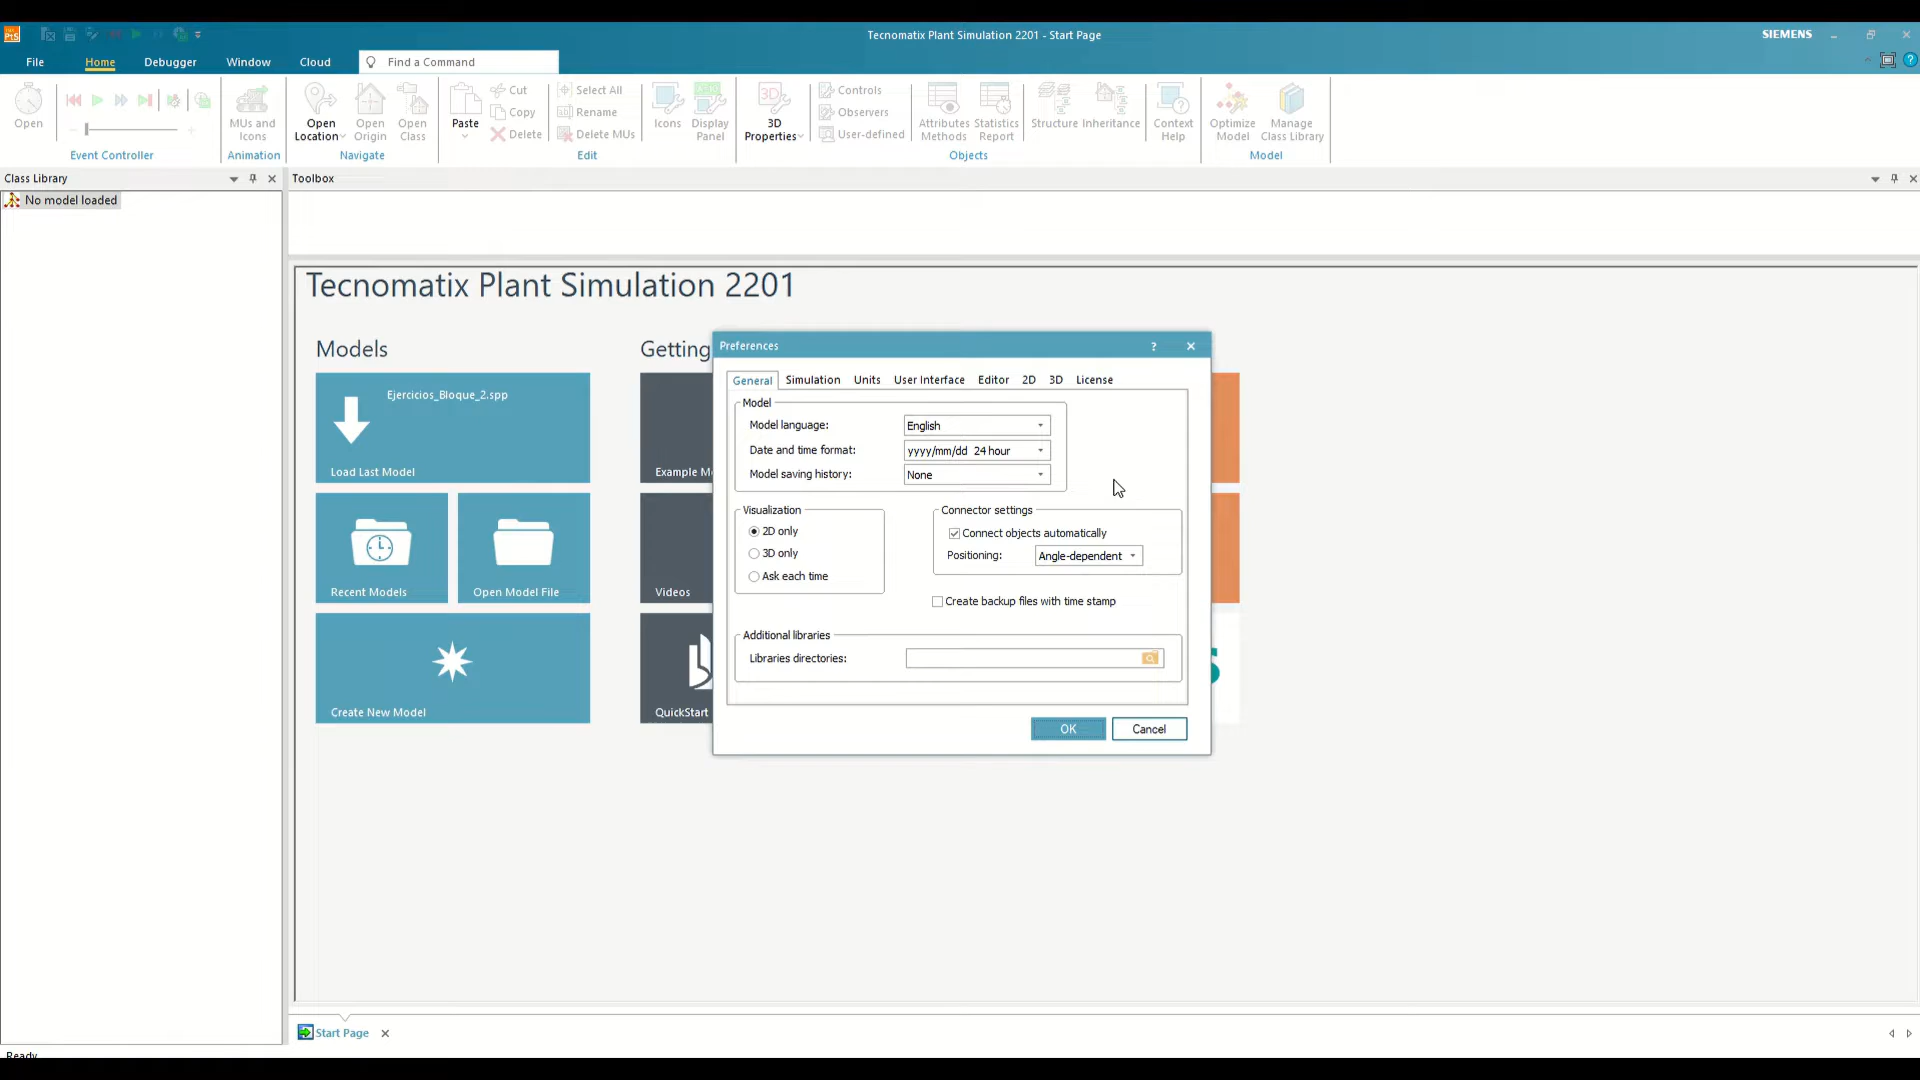 Tecnomatix Plant Simulation 2201 - Start Page
SIEMENS
File Home Debugger Window Cloud Find a Command
Open
MUs and Icons
Open Location
Open Origin
Open Class
Paste
Cut
Copy
Delete
Select All
Rename
Delete MUs
Icons
Display Panel
3D Properties
Controls
Observers
User-defined
Attributes Methods
Statistics Report
Structure
Inheritance
Context Help
Optimize Model
Manage Class Library
Event Controller Animation Navigate Edit Objects Model
Class Library
Toolbox
No model loaded
Tecnomatix Plant Simulation 2201
Models
Getting
Ejercicios_Bloque_2.spp
Load Last Model
Recent Models
Open Model File
Create New Model
Example M
Videos
QuickStart
Preferences
General Simulation Units User Interface Editor 2D 3D License
Model
Model language: English
Date and time format: yyyy/mm/dd 24 hour
Model saving history: None
Visualization
2D only
3D only
Ask each time
Connector settings
Connect objects automatically
Positioning: Angle-dependent
Create backup files with time stamp
Additional libraries
Libraries directories:
OK Cancel
Start Page
Ready